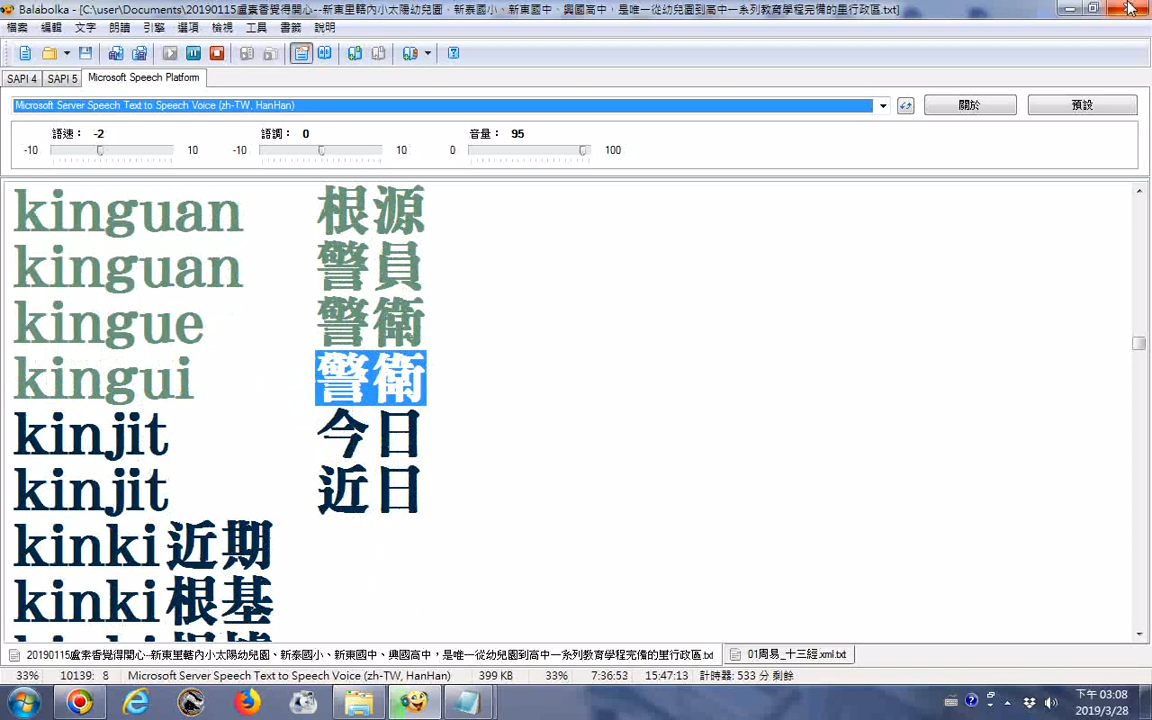 Balabolka - [C:\user\Documents\20190115盧素香覺得開心--新東里轄內小太陽幼兒園、新泰國小、新東國中、興國高中，是唯一從幼兒園到高中一系列教育學程完備的里行政區.txt]
檔案 編輯 文字 朗讀 引擎 選項 檢視 工具 書籤 說明
SAPI 4 SAPI 5 Microsoft Speech Platform
Microsoft Server Speech Text to Speech Voice (zh-TW, HanHan) 關於 預設
語速： -2 語調： 0 音量： 95
-10 10 -10 10 0 100
kinguan 根源
kinguan 警員
kingue 警衛
kingui 警衛
kinjit 今日
kinjit 近日
kinki 近期
kinki 根基
20190115盧素香覺得開心--新東里轄內小太陽幼兒園、新泰國小、新東國中、興國高中，是唯一從幼兒園到高中一系列教育學程完備的里行政區.txt 01周易_十三經.xml.txt
33% 10139: 8 Microsoft Server Speech Text to Speech Voice (zh-TW, HanHan) 399 KB 33% 7:36:53 15:47:13 計時器: 533 分 剩餘
下午 03:08
2019/3/28